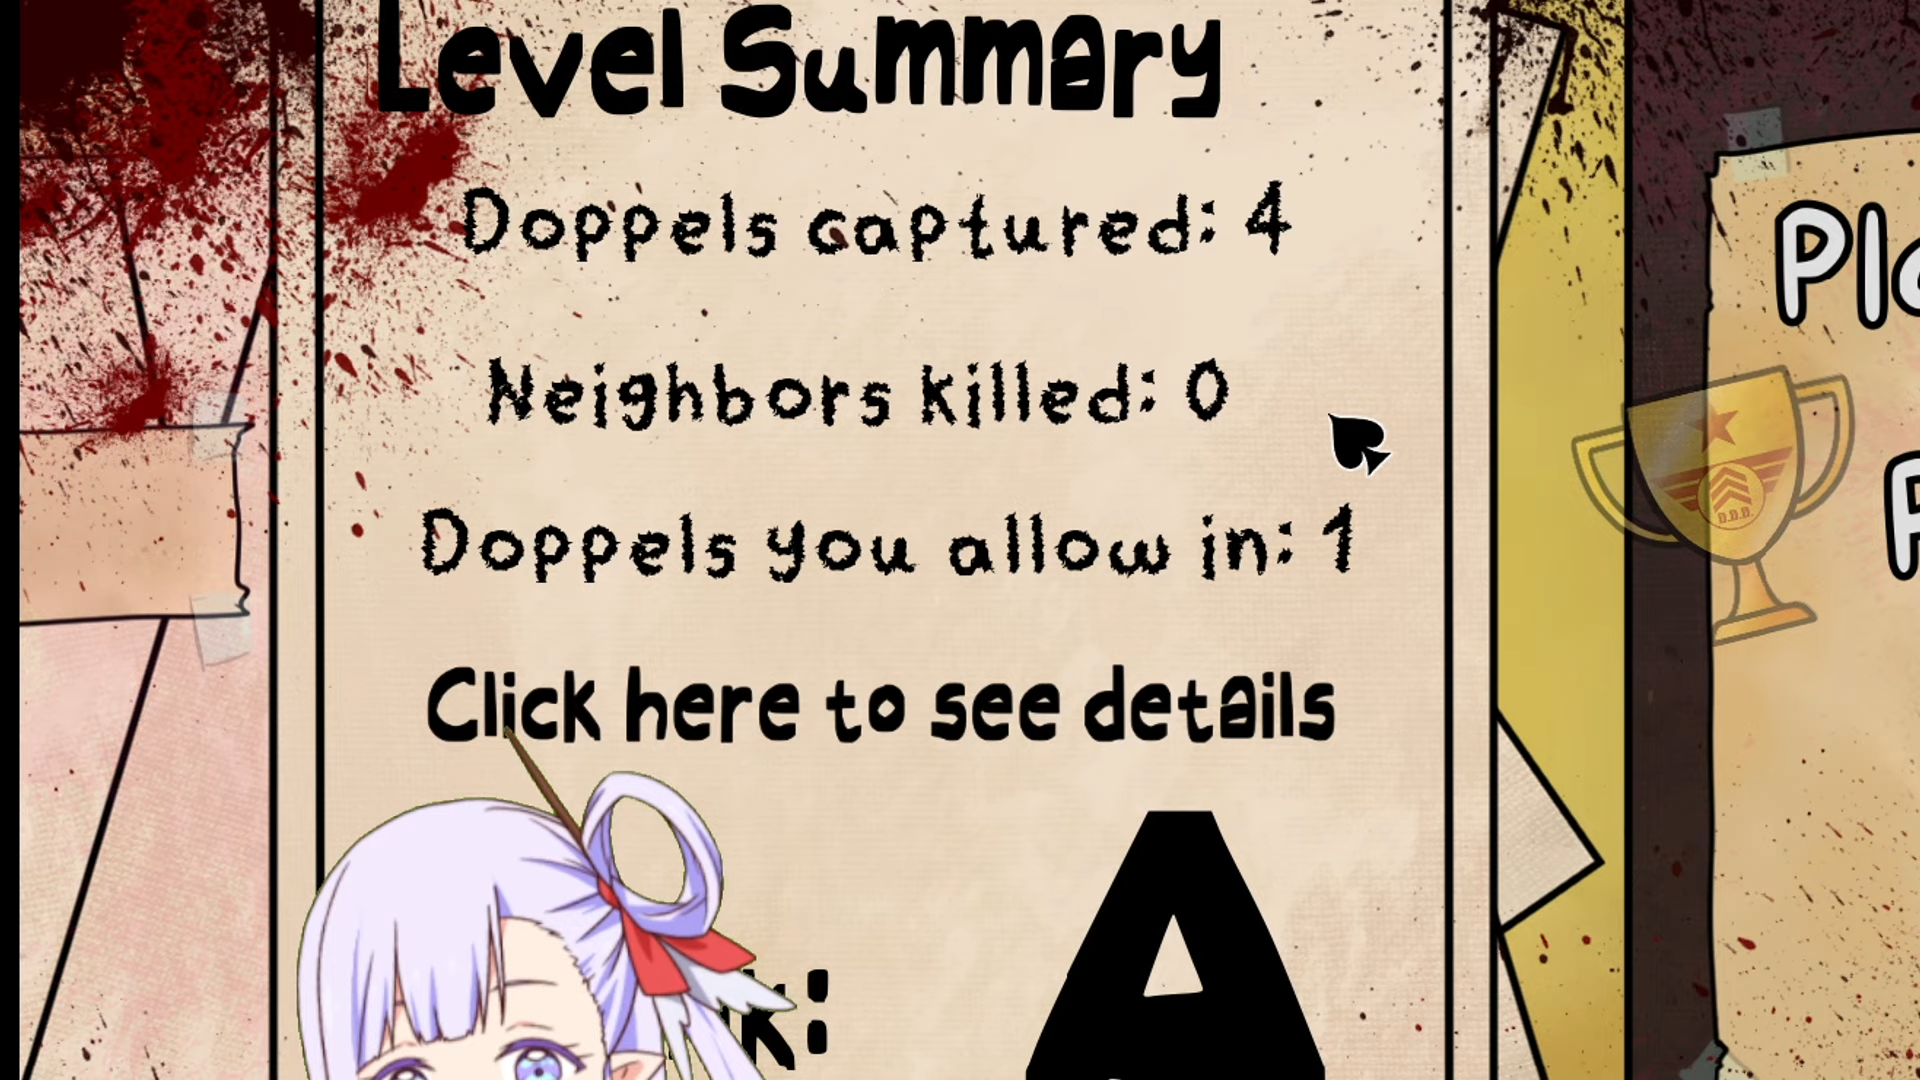 Level Summary
Doppels captured: 4
Neighbors killed: 0
Doppels you allow in: 1
Click here to see details
A
D.D.D.